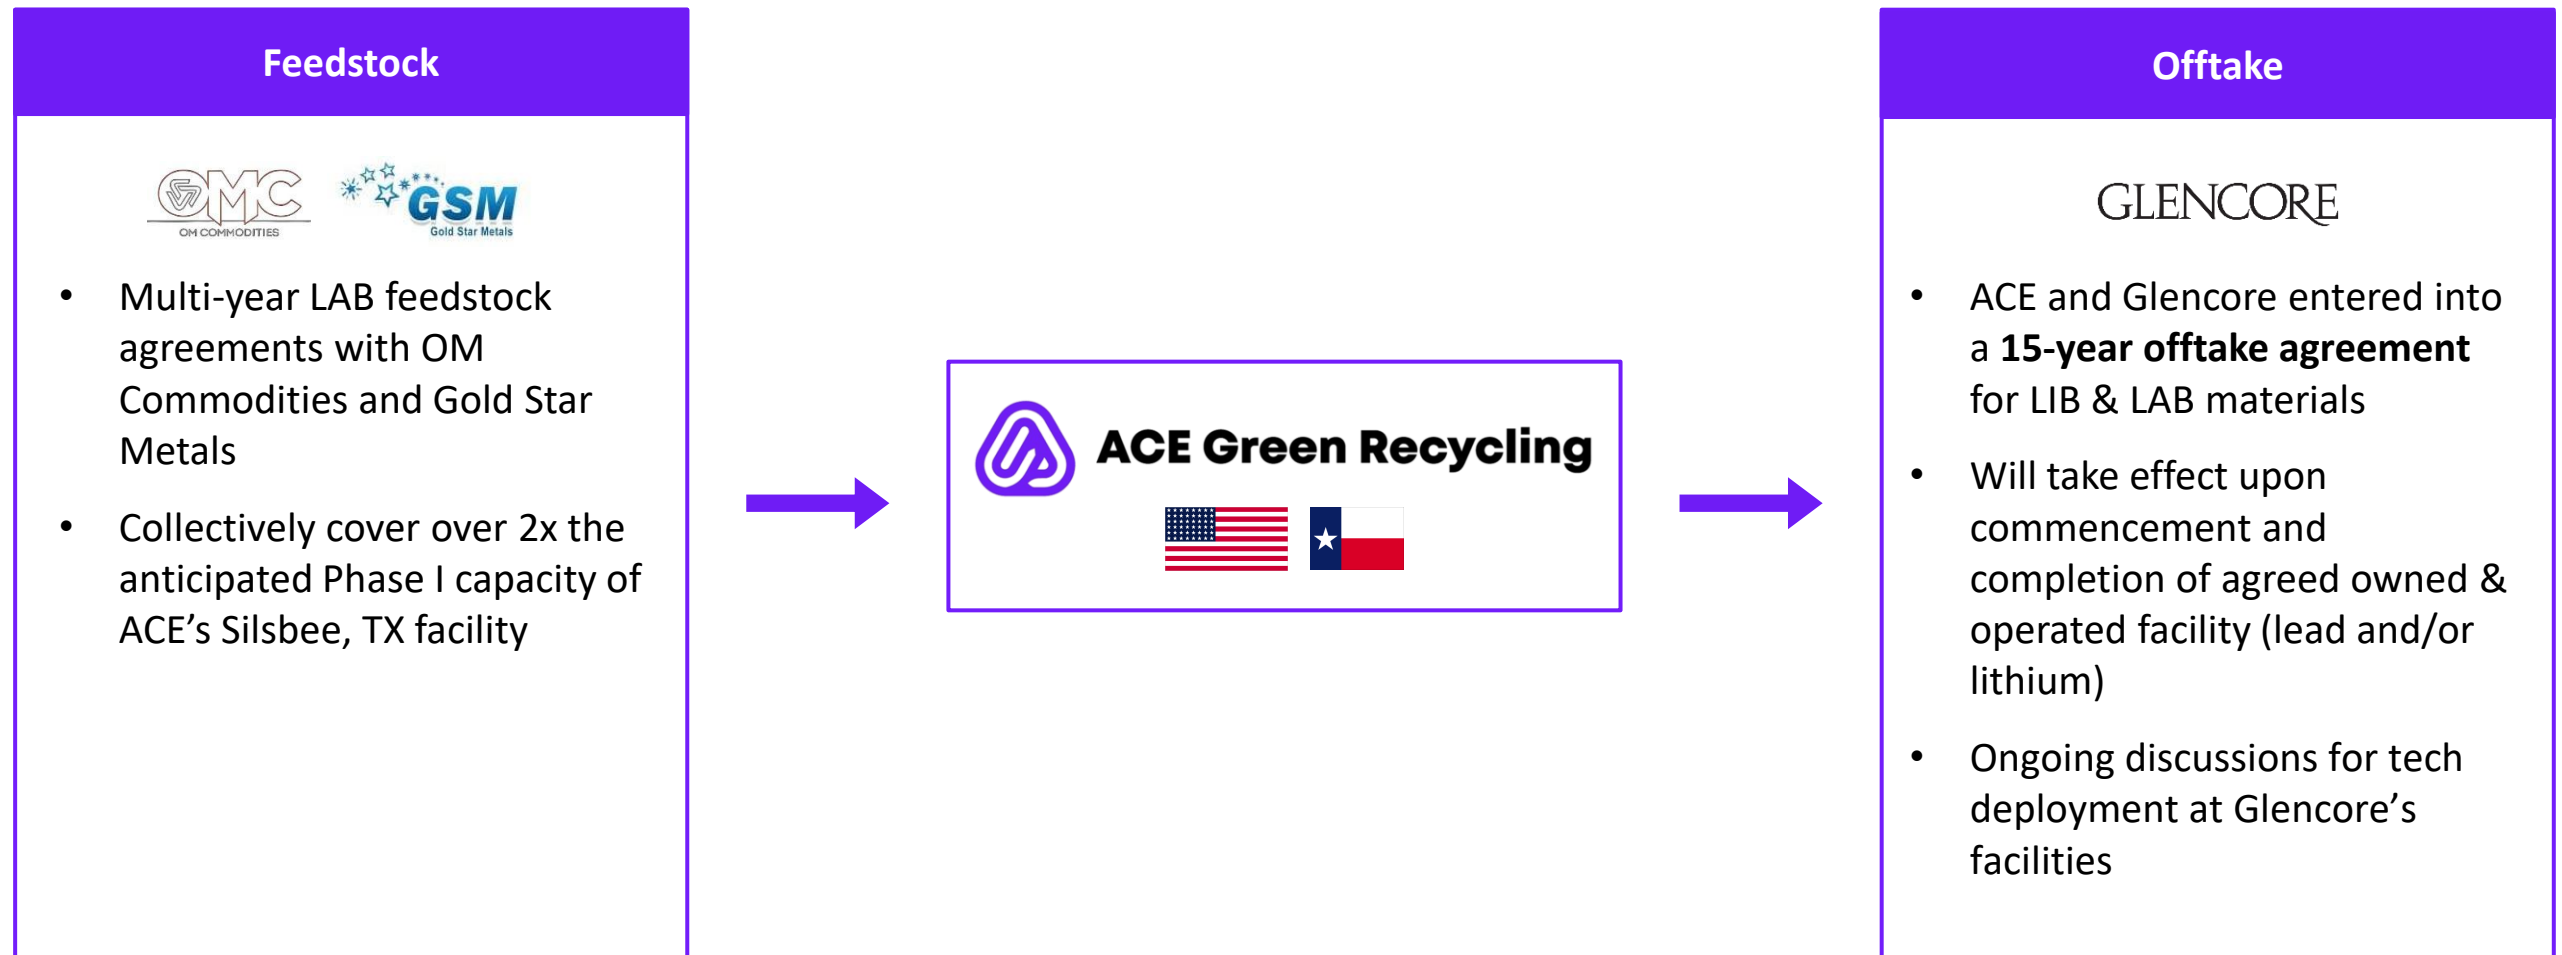 Feedstock
OMC
OM COMMODITIES
GSM
Gold Star Metals
• Multi-year LAB feedstock
agreements with OM
Commodities and Gold Star
Metals
• Collectively cover over 2x the
anticipated Phase I capacity of
ACE’s Silsbee, TX facility
ACE Green Recycling
Offtake
GLENCORE
• ACE and Glencore entered into
a 15-year offtake agreement
for LIB & LAB materials
• Will take effect upon
commencement and
completion of agreed owned &
operated facility (lead and/or
lithium)
• Ongoing discussions for tech
deployment at Glencore’s
facilities